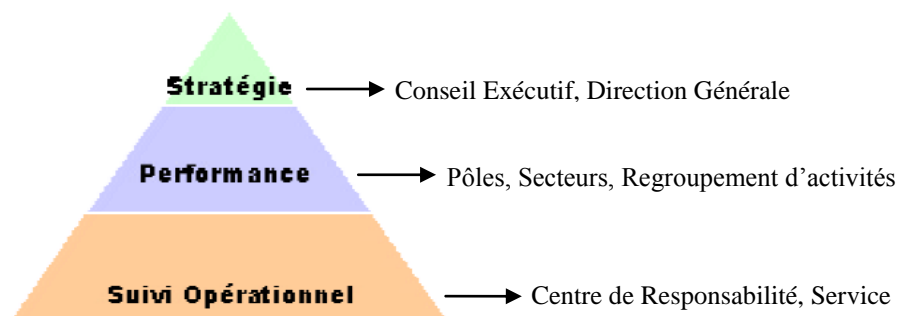 Stratégie
Conseil Exécutif, Direction Générale
Performance
Pôles, Secteurs, Regroupement d’activités
Suivi Opérationnel
Centre de Responsabilité, Service